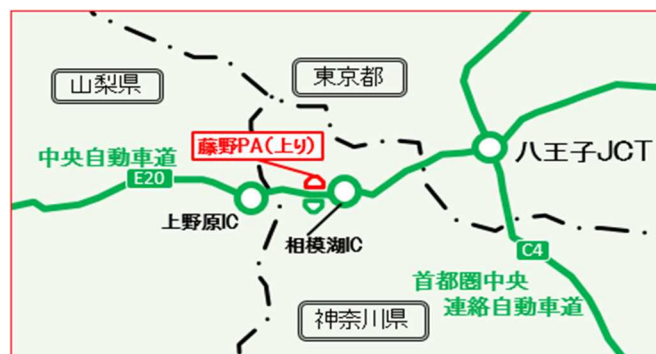 東京都
山梨県
藤野PA(上り)
八王子JCT
中央自動車道
E20
上野原IC
相模湖IC
C4
首都圏中央
連絡自動車道
神奈川県